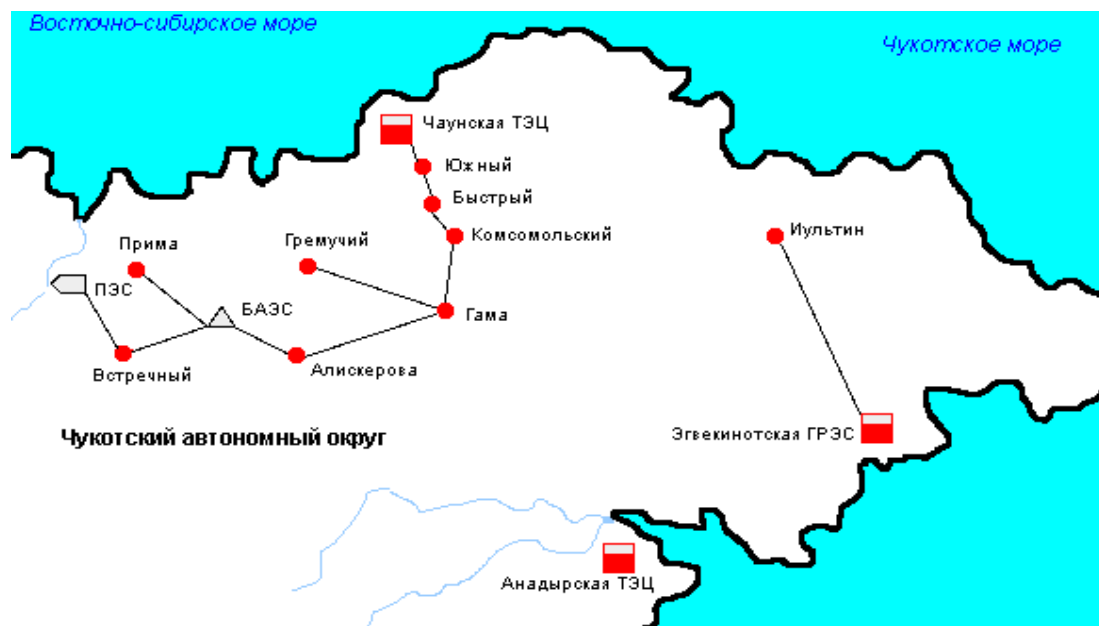 Восточно-сибирское море
Чукотское море
Чаунская ТЭЦ
Южный
Быстрый
Комсомольский
Иультин
Прима
Гремучий
ПЭС
БАЭС
Гама
Встречный
Алискерова
Чукотский автономный округ
Эгвекинотская ГРЭС
Анадырская ТЭЦ